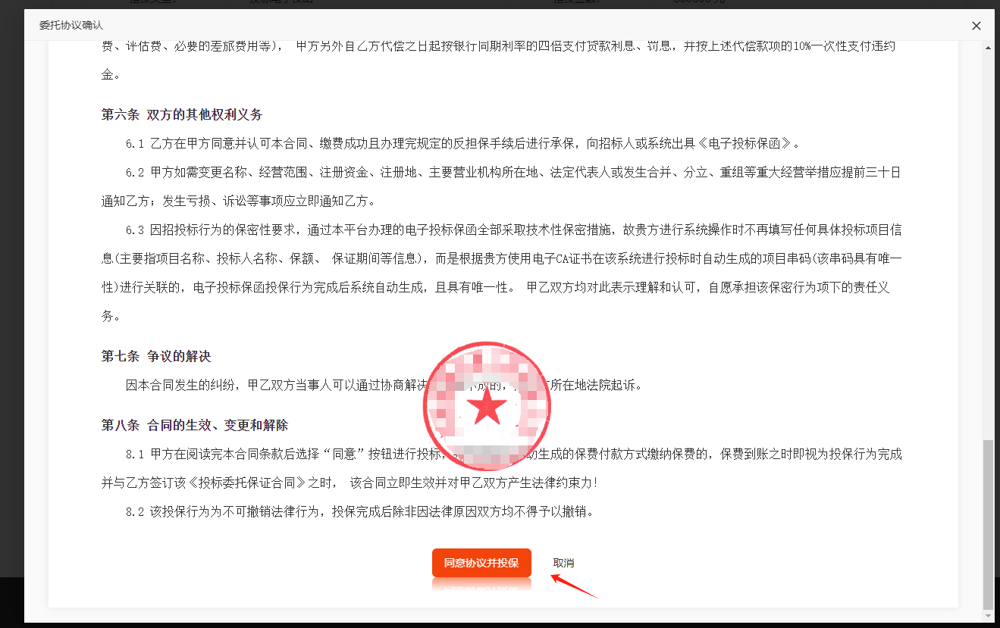 委托协议确认
费、评估费、必要的差旅费用等), 甲方另外自乙方代偿之日起按银行同期利率的四倍支付贷款利息、罚息，并按上述代偿款项的10%一次性支付违约
金。
第六条 双方的其他权利义务
6.1 乙方在甲方同意并认可本合同、缴费成功且办理完规定的反担保手续后进行承保，向招标人或系统出具《电子投标保函》。
6.2 甲方如需变更名称、经营范围、注册资金、注册地、主要营业机构所在地、法定代表人或发生合并、分立、重组等重大经营举措应提前三十日
通知乙方；发生亏损、诉讼等事项应立即通知乙方。
6.3 因招投标行为的保密性要求，通过本平台办理的电子投标保函全部采取技术性保密措施，故贵方进行系统操作时不再填写任何具体投标项目信
息(主要指项目名称、投标人名称、保额、 保证期间等信息)，而是根据贵方使用电子CA证书在该系统进行投标时自动生成的项目串码(该串码具有唯一
性)进行关联的，电子投标保函投保行为完成后系统自动生成，且具有唯一性。 甲乙双方均对此表示理解和认可，自愿承担该保密行为项下的责任义
务。
第七条 争议的解决
因本合同发生的纠纷，甲乙双方当事人可以通过协商解决 不成的， 所在地法院起诉。
第八条 合同的生效、变更和解除
8.1 甲方在阅读完本合同条款后选择“同意”按钮进行投标， 动生成的保费付款方式缴纳保费的，保费到账之时即视为投保行为完成
并与乙方签订该《投标委托保证合同》之时， 该合同立即生效并对甲乙双方产生法律约束力！
8.2 该投保行为为不可撤销法律行为，投保完成后除非因法律原因双方均不得予以撤销。
同意协议并投保 取消